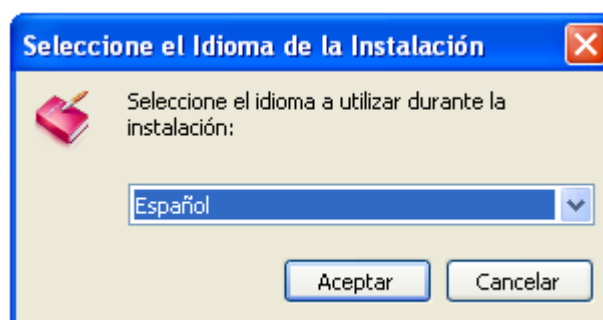 Seleccione el Idioma de la Instalación
Seleccione el idioma a utilizar durante la
instalación:
Español
Aceptar
Cancelar